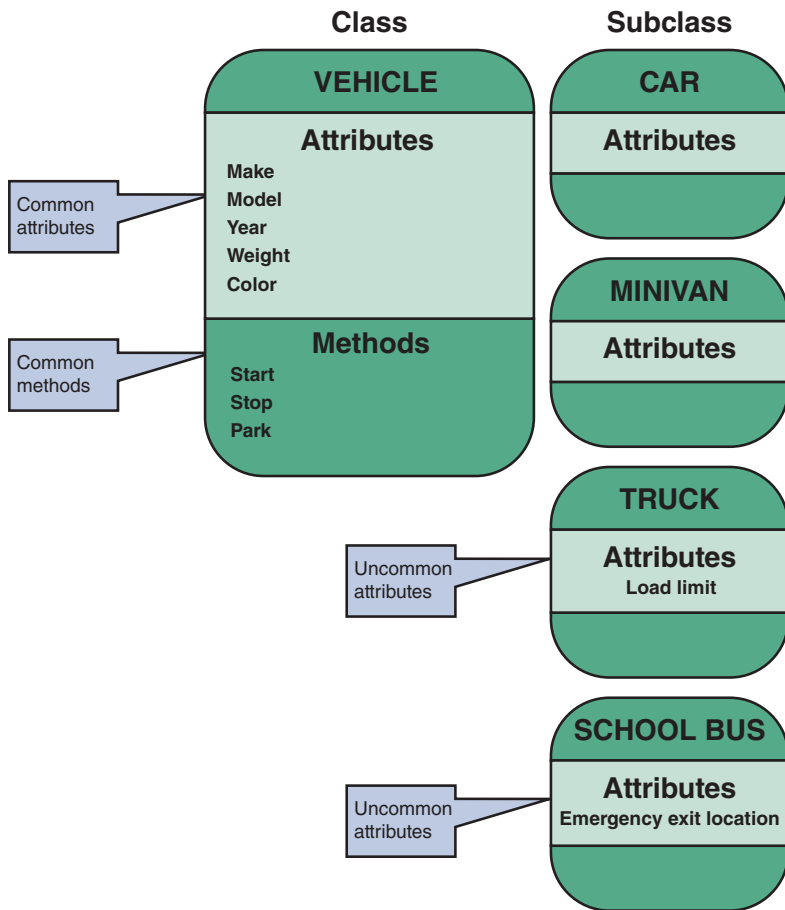 Class
VEHICLE
Attributes
Make
Model
Year
Weight
Color
Methods
Start
Stop
Park
Common
attributes
Common
methods
Subclass
CAR
Attributes
MINIVAN
Attributes
TRUCK
Attributes
Load limit
Uncommon
attributes
SCHOOL BUS
Attributes
Emergency exit location
Uncommon
attributes